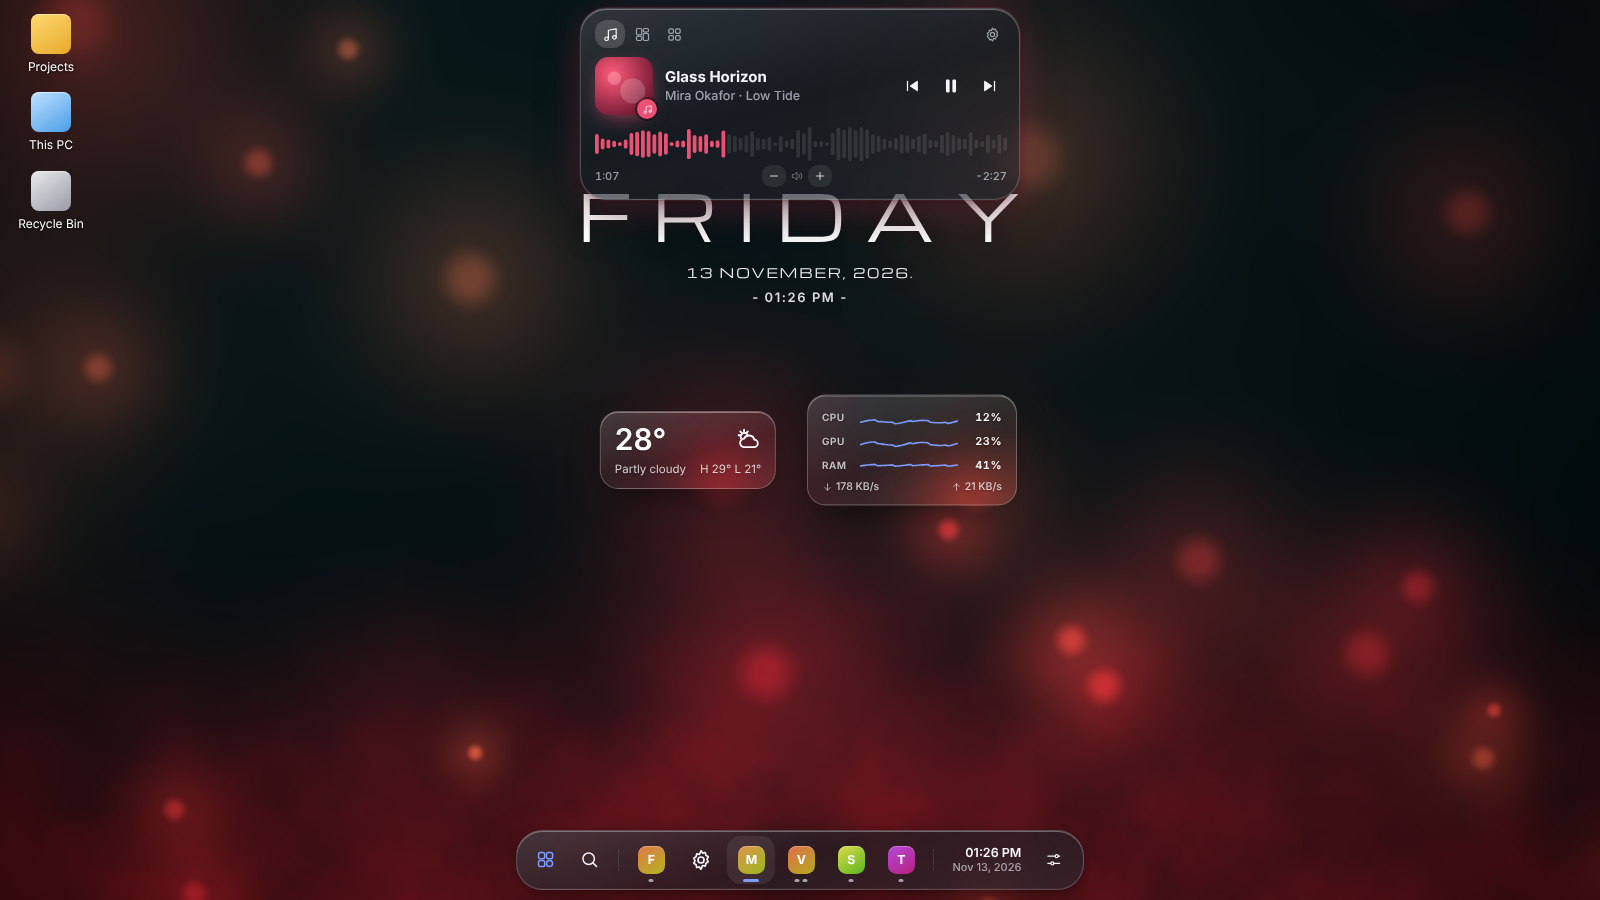 Projects
This PC
Recycle Bin
Glass Horizon
Mira Okafor · Low Tide
1:07
-2:27
FRIDAY
13 NOVEMBER, 2026.
- 01:26 PM -
28°
Partly cloudy H 29° L 21°
CPU 12%
GPU 23%
RAM 41%
↓ 178 KB/s ↑ 21 KB/s
F M V S T
01:26 PM
Nov 13, 2026